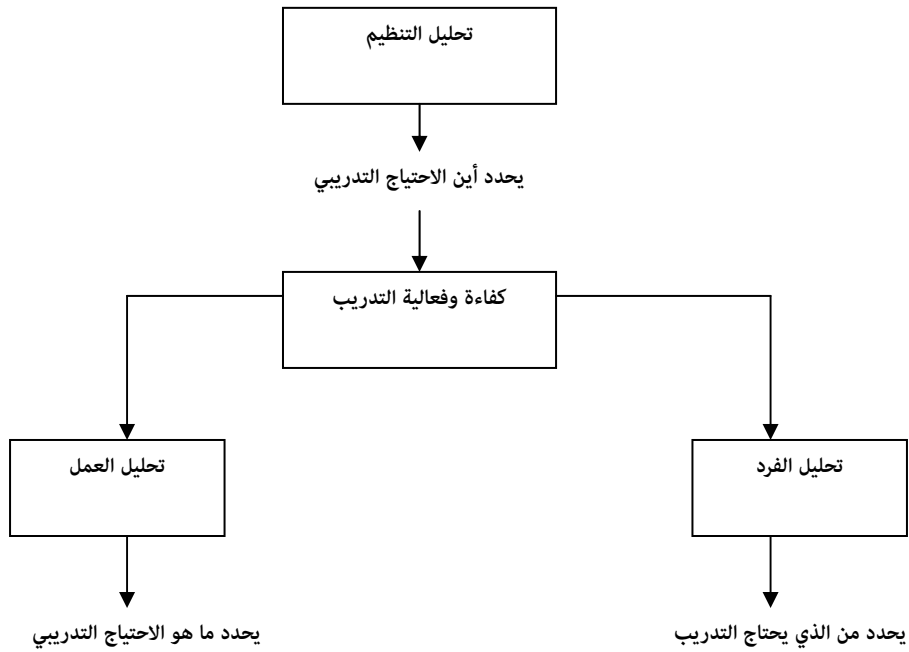 تحليل التنظيم
يحدد أين الاحتياج التدريبي
كفاءة وفعالية التدريب
تحليل الفرد
تحليل العمل
يحدد من الذي يحتاج التدريب
يحدد ما هو الاحتياج التدريبي